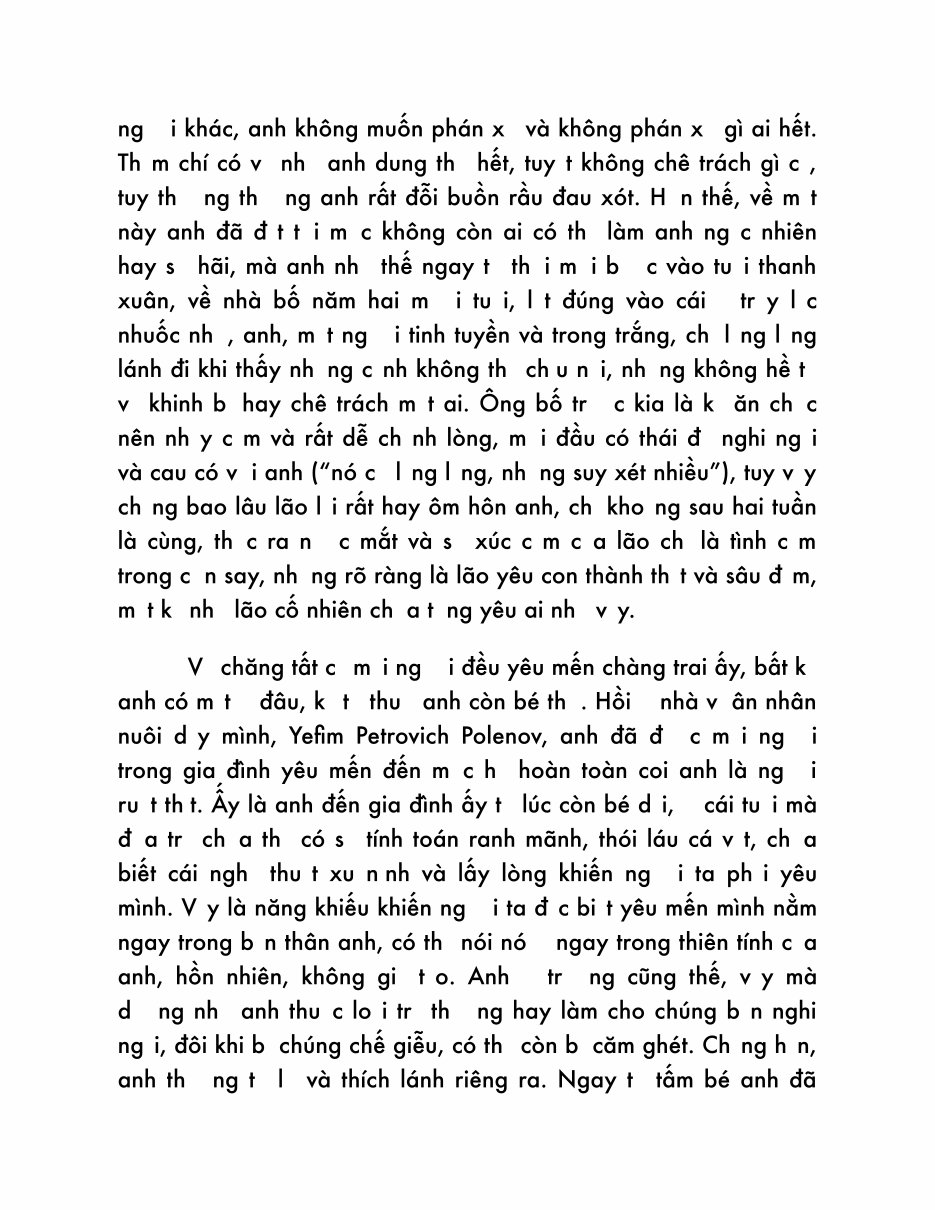 ng i khác, anh không muốn phán x và không phán x gì ai hết.
Th m chí có v nh anh dung th hết, tuy t không chê trách gì c ,
tuy th ng th ng anh rất đỗi buồn rầu đau xót. H n thế, về m t
này anh đã đ t t i m c không còn ai có th làm anh ng c nhiên
hay s hãi, mà anh nh thế ngay t th i m i b c vào tu i thanh
xuân, về nhà bố năm hai m i tu i, l t đúng vào cái tr y l c
nhuốc nh , anh, m t ng i tinh tuyền và trong trắng, ch l ng l ng
lánh đi khi thấy nh ng c nh không th ch u n i, nh ng không hề t
v khinh b hay chê trách m t ai. Ông bố tr c kia là k ăn ch c
nên nh y c m và rất dễ ch nh lòng, m i đầu có thái đ nghi ng i
và cau có v i anh (“nó c l ng l ng, nh ng suy xét nhiều”), tuy v y
ch ng bao lâu lão l i rất hay ôm hôn anh, ch kho ng sau hai tuần
là cùng, th c ra n c mắt và s xúc c m c a lão ch là tình c m
trong c n say, nh ng rõ ràng là lão yêu con thành th t và sâu đ m,
m t k nh lão cố nhiên ch a t ng yêu ai nh v y.
V chăng tất c m i ng i đều yêu mến chàng trai ấy, bất k
anh có m t đâu, k t thu anh còn bé th . Hồi nhà v ân nhân
nuôi d y mình, Yefim Petrovich Polenov, anh đã đ c m i ng i
trong gia đình yêu mến đến m c h hoàn toàn coi anh là ng i
ru t th t. Ấy là anh đến gia đình ấy t lúc còn bé d i, cái tu i mà
đ a tr ch a th có s tính toán ranh mãnh, thói láu cá v t, ch a
biết cái ngh thu t xu n nh và lấy lòng khiến ng i ta ph i yêu
mình. V y là năng khiếu khiến ng i ta đ c bi t yêu mến mình nằm
ngay trong b n thân anh, có th nói nó ngay trong thiên tính c a
anh, hồn nhiên, không gi t o. Anh tr ng cũng thế, v y mà
d ng nh anh thu c lo i tr th ng hay làm cho chúng b n nghi
ng i, đôi khi b chúng chế giễu, có th còn b căm ghét. Ch ng h n,
anh th ng t l và thích lánh riêng ra. Ngay t tấm bé anh đã